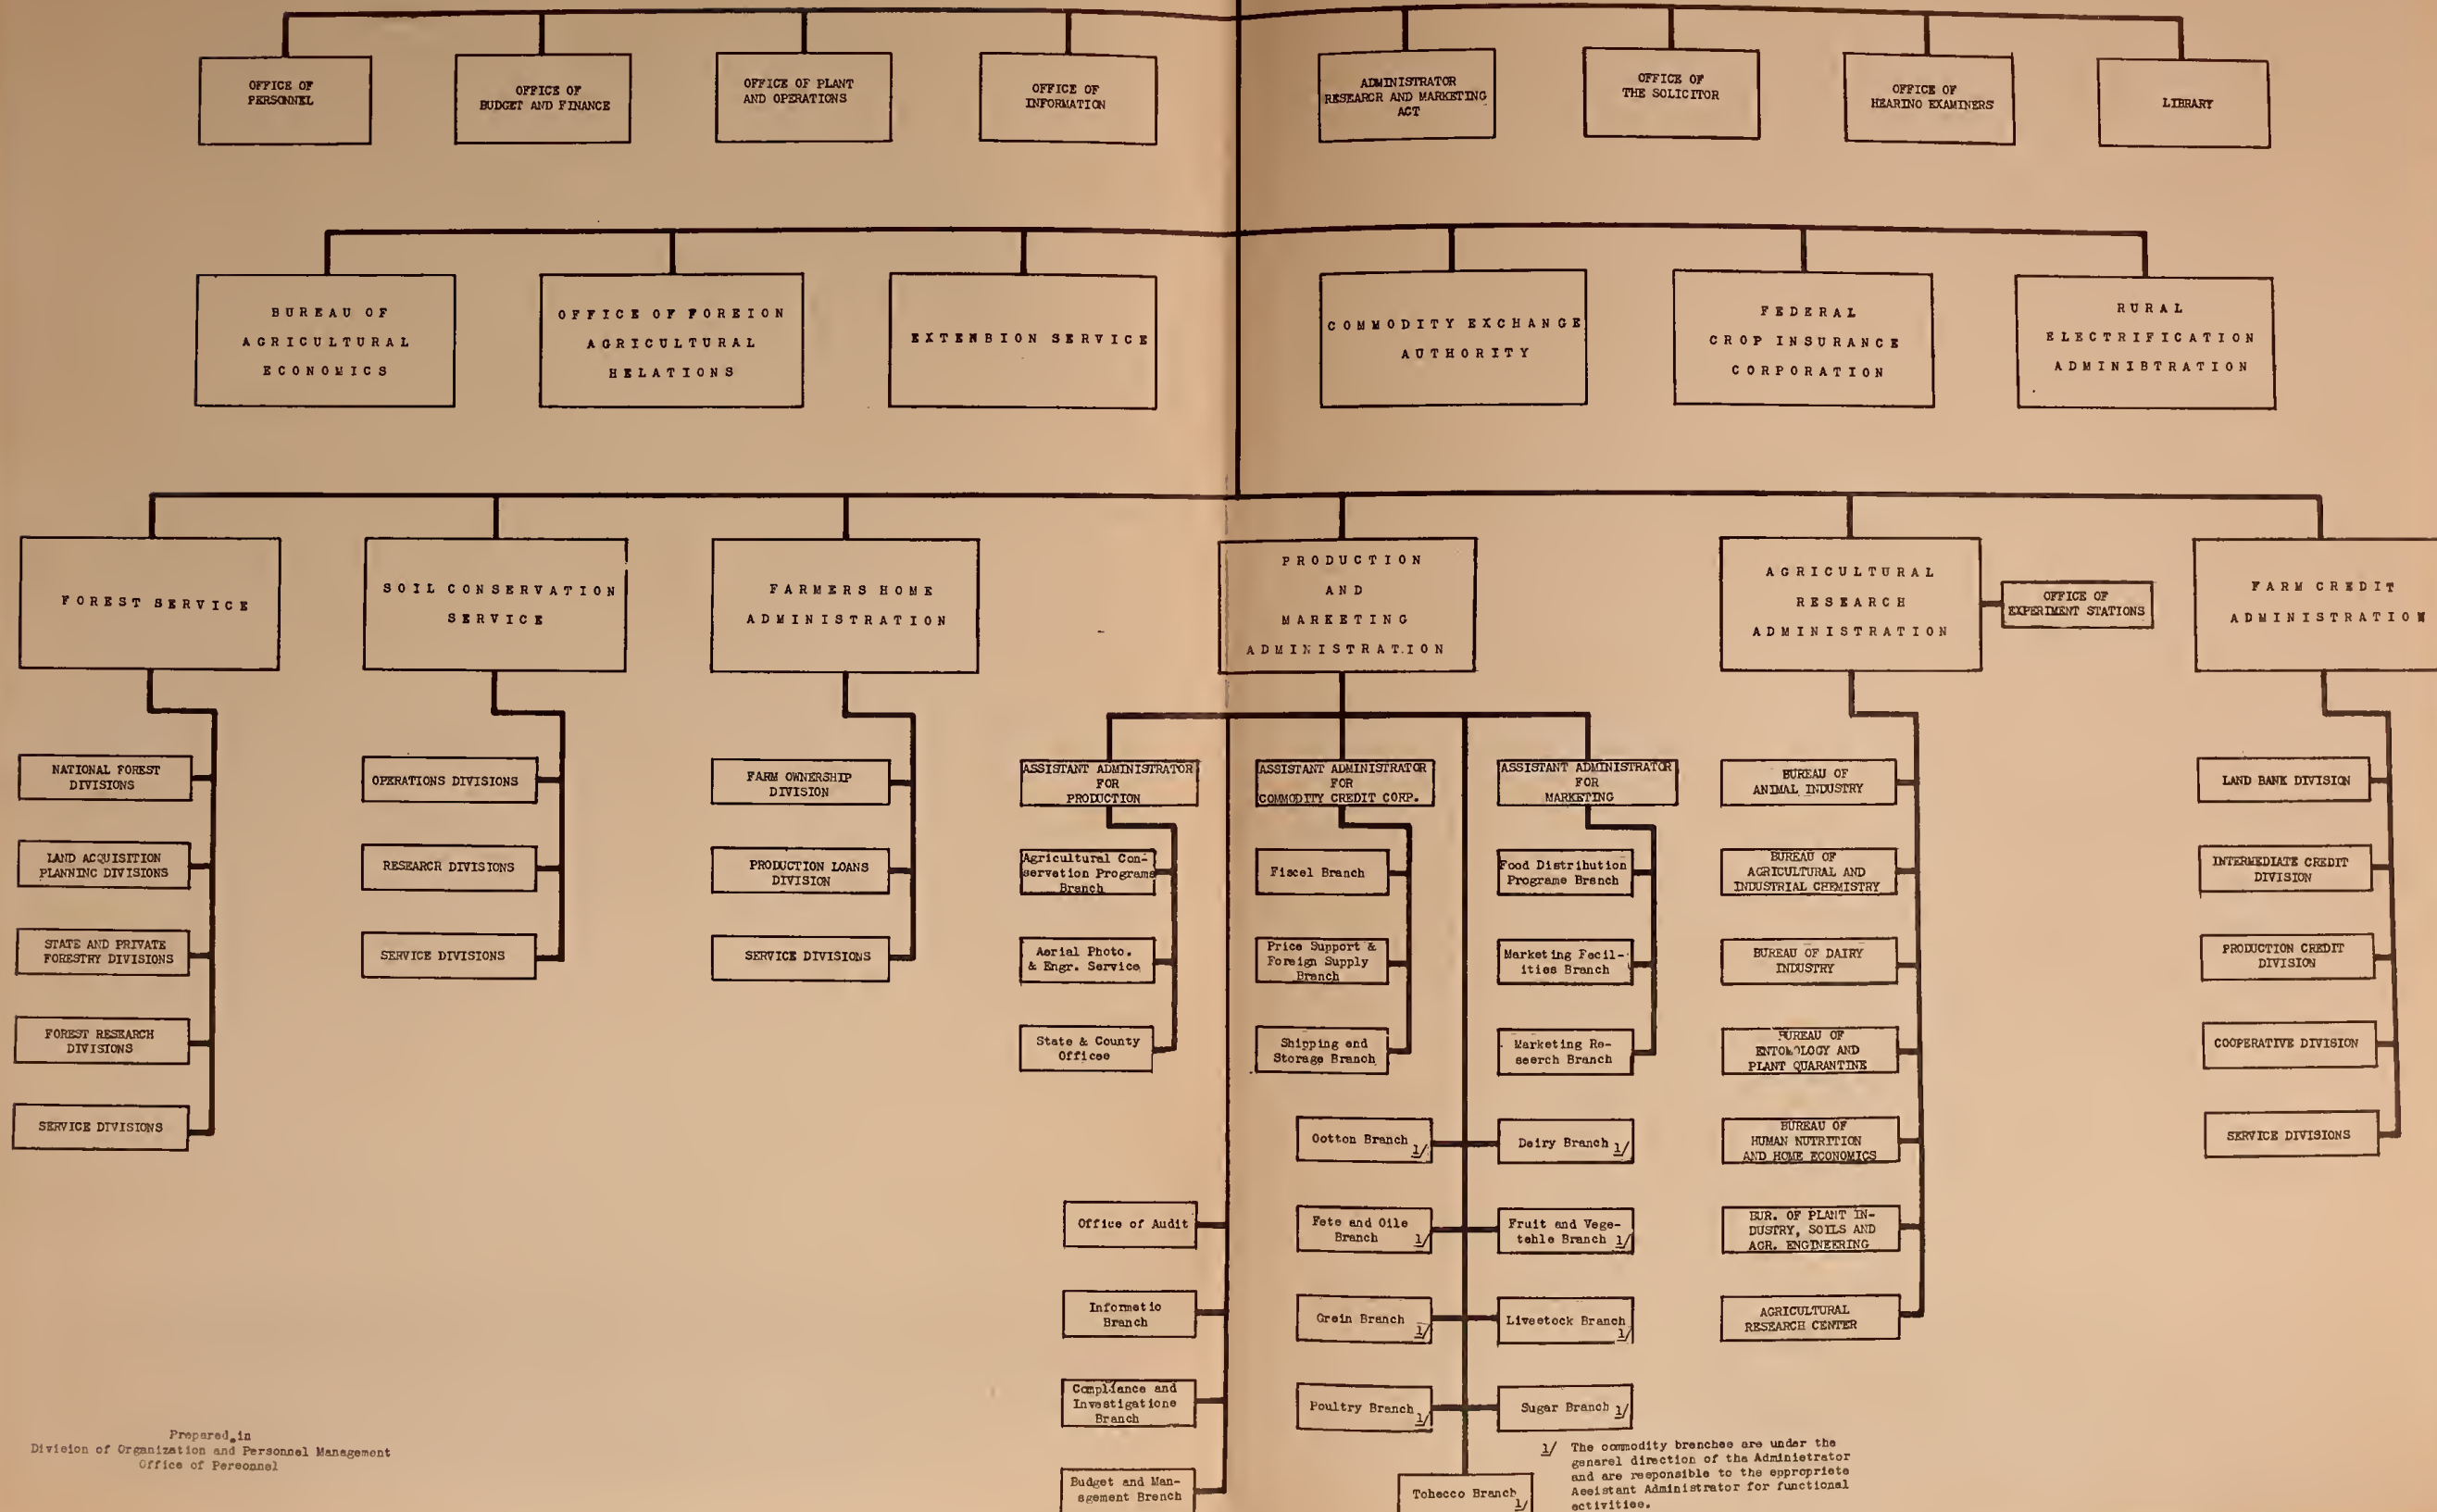 OFFICE OF
PERSONNEL
OFFICE OF
BUDGET AND FINANCE
OFFICE OF PLANT
AND OPERATIONS
OFFICE OF
INFORMATION
ADMINISTRATOR
RESEARCH AND MARKETING
ACT
OFFICE OF
THE SOLICITOR
OFFICE OF
HEARING EXAMINERS
LIBRARY
BUREAU OF
AGRICULTURAL
ECONOMICS
OFFICE OF FOREIGN
AGRICULTURAL
RELATIONS
EXTENSION SERVICE
COMMODITY EXCHANGE
AUTHORITY
FEDERAL
CROP INSURANCE
CORPORATION
RURAL
ELECTRIFICATION
ADMINISTRATION
FOREST SERVICE
SOIL CONSERVATION
SERVICE
FARMERS HOME
ADMINISTRATION
PRODUCTION
AND
MARKETING
ADMINISTRATION
AGRICULTURAL
RESEARCH
ADMINISTRATION
OFFICE OF
EXPERIMENT STATIONS
FARM CREDIT
ADMINISTRATION
NATIONAL FOREST
DIVISIONS
LAND ACQUISITION
PLANNING DIVISIONS
STATE AND PRIVATE
FORESTRY DIVISIONS
FOREST RESEARCH
DIVISIONS
SERVICE DIVISIONS
OPERATIONS DIVISIONS
RESEARCH DIVISIONS
SERVICE DIVISIONS
FARM OWNERSHIP
DIVISION
PRODUCTION LOANS
DIVISION
SERVICE DIVISIONS
ASSISTANT ADMINISTRATOR
FOR
PRODUCTION
Agricultural Con-
servation Programs
Branch
Aerial Photo.
& Engr. Service
State & County
Offices
ASSISTANT ADMINISTRATOR
FOR
COMMODITY CREDIT CORP.
Fiscal Branch
Price Support &
Foreign Supply
Branch
Shipping and
Storage Branch
ASSISTANT ADMINISTRATOR
FOR
MARKETING
Food Distribution
Programs Branch
Marketing Facil-
ities Branch
Marketing Re-
search Branch
Cotton Branch 1/
Dairy Branch 1/
Fats and Oils
Branch 1/
Fruit and Vege-
table Branch 1/
Grain Branch 1/
Livestock Branch 1/
Poultry Branch 1/
Sugar Branch 1/
Tobacco Branch 1/
Office of Audit
Informatio
Branch
Compliance and
Investigations
Branch
Budget and Man-
agement Branch
BUREAU OF
ANIMAL INDUSTRY
BUREAU OF
AGRICULTURAL AND
INDUSTRIAL CHEMISTRY
BUREAU OF DAIRY
INDUSTRY
BUREAU OF
ENTOMOLOGY AND
PLANT QUARANTINE
BUREAU OF
HUMAN NUTRITION
AND HOME ECONOMICS
BUR. OF PLANT IN-
DUSTRY, SOILS AND
AGR. ENGINEERING
AGRICULTURAL
RESEARCH CENTER
LAND BANK DIVISION
INTERMEDIATE CREDIT
DIVISION
PRODUCTION CREDIT
DIVISION
COOPERATIVE DIVISION
SERVICE DIVISIONS
Prepared in
Division of Organization and Personnel Management
Office of Personnel
1/ The commodity branches are under the
general direction of the Administrator
and are responsible to the appropriate
Assistant Administrator for functional
activities.